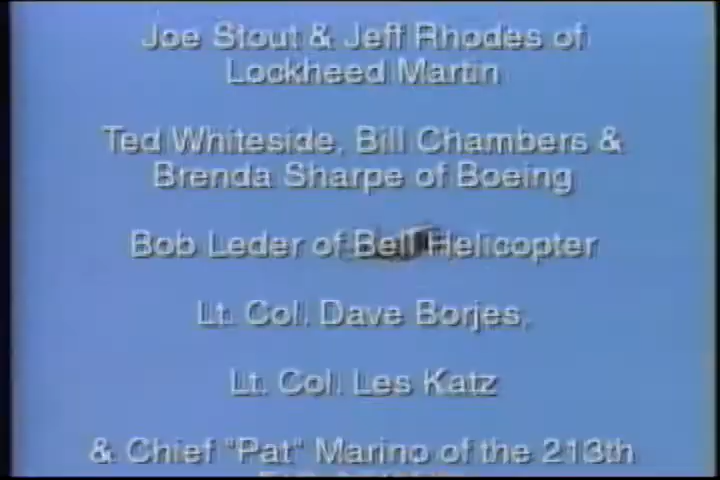 Joe Stout & Jeff Rhodes of
Lockheed Martin
Ted Whiteside, Bill Chambers &
Brenda Sharpe of Boeing
Bob Leder of Bell Helicopter
Lt. Col. Dave Borjes,
Lt. Col. Les Katz
& Chief "Pat" Marino of the 213th